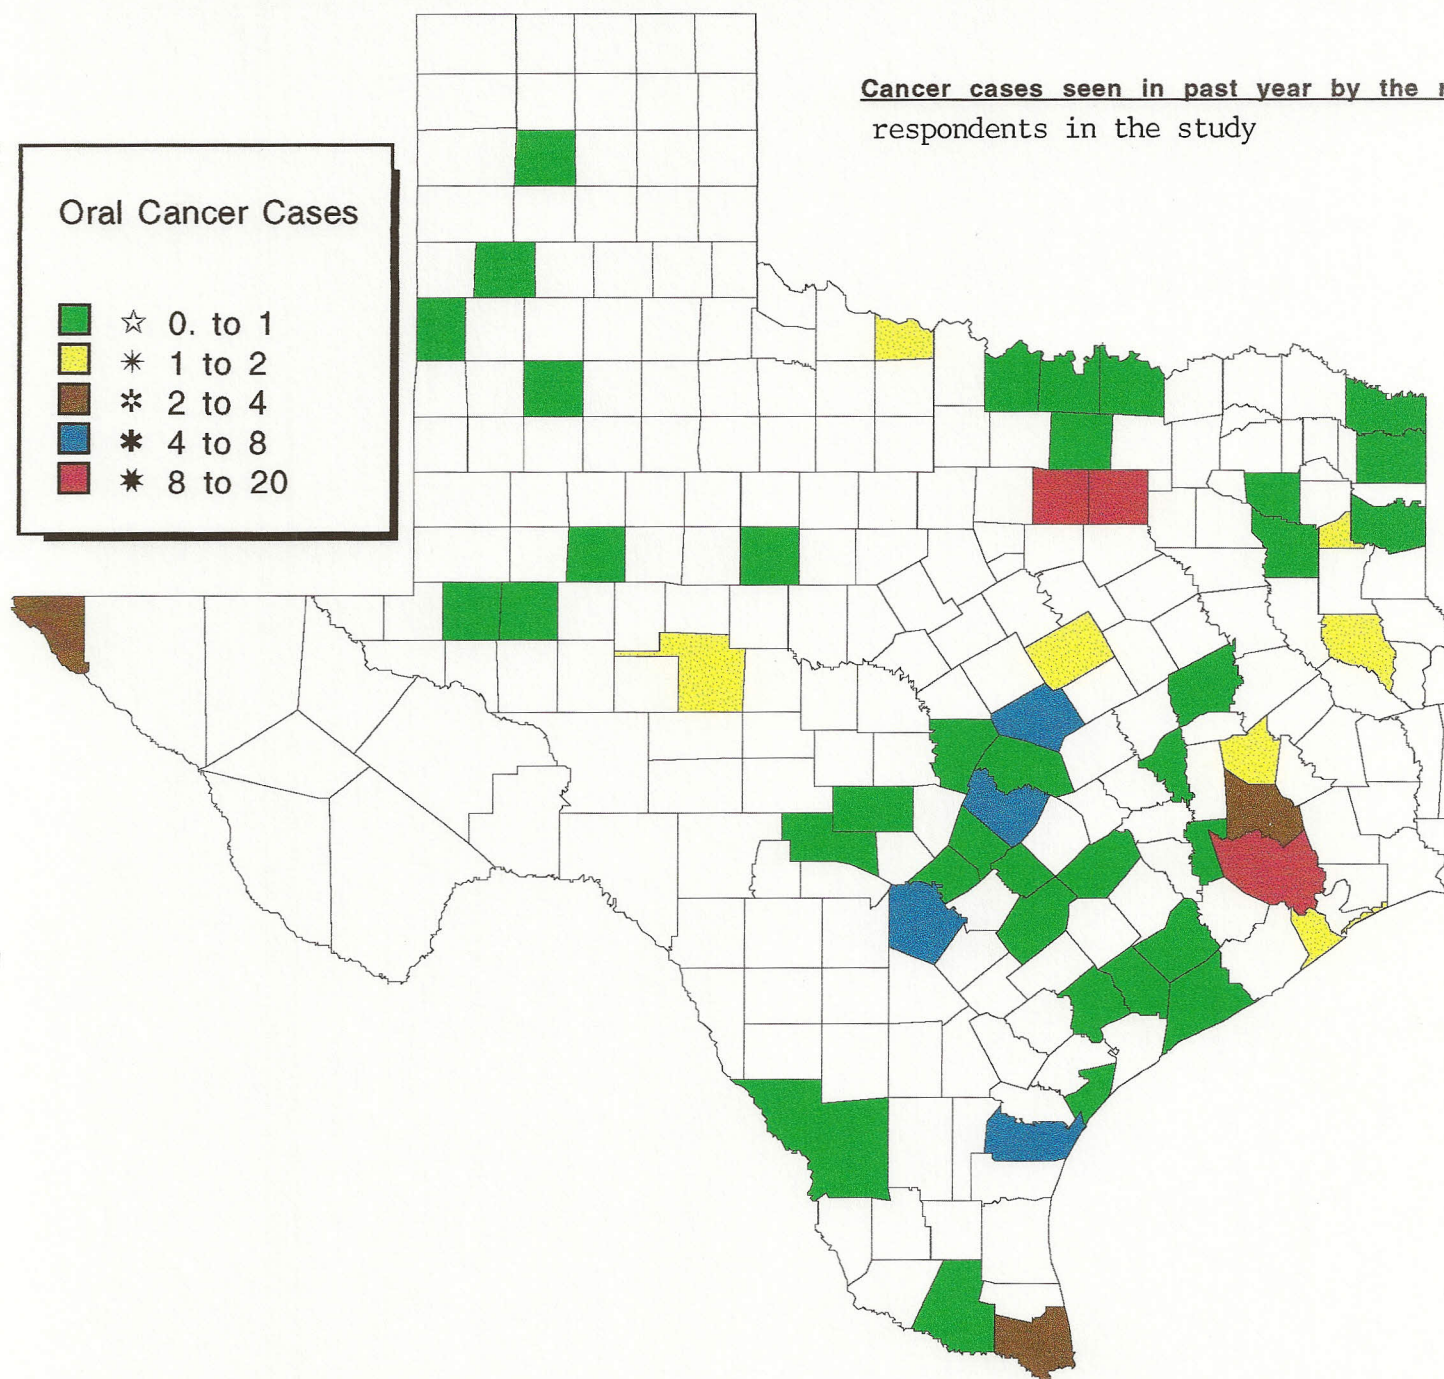 Cancer cases seen in past year by the
respondents in the study
Oral Cancer Cases
☆ 0. to 1
✳ 1 to 2
✲ 2 to 4
✱ 4 to 8
✷ 8 to 20